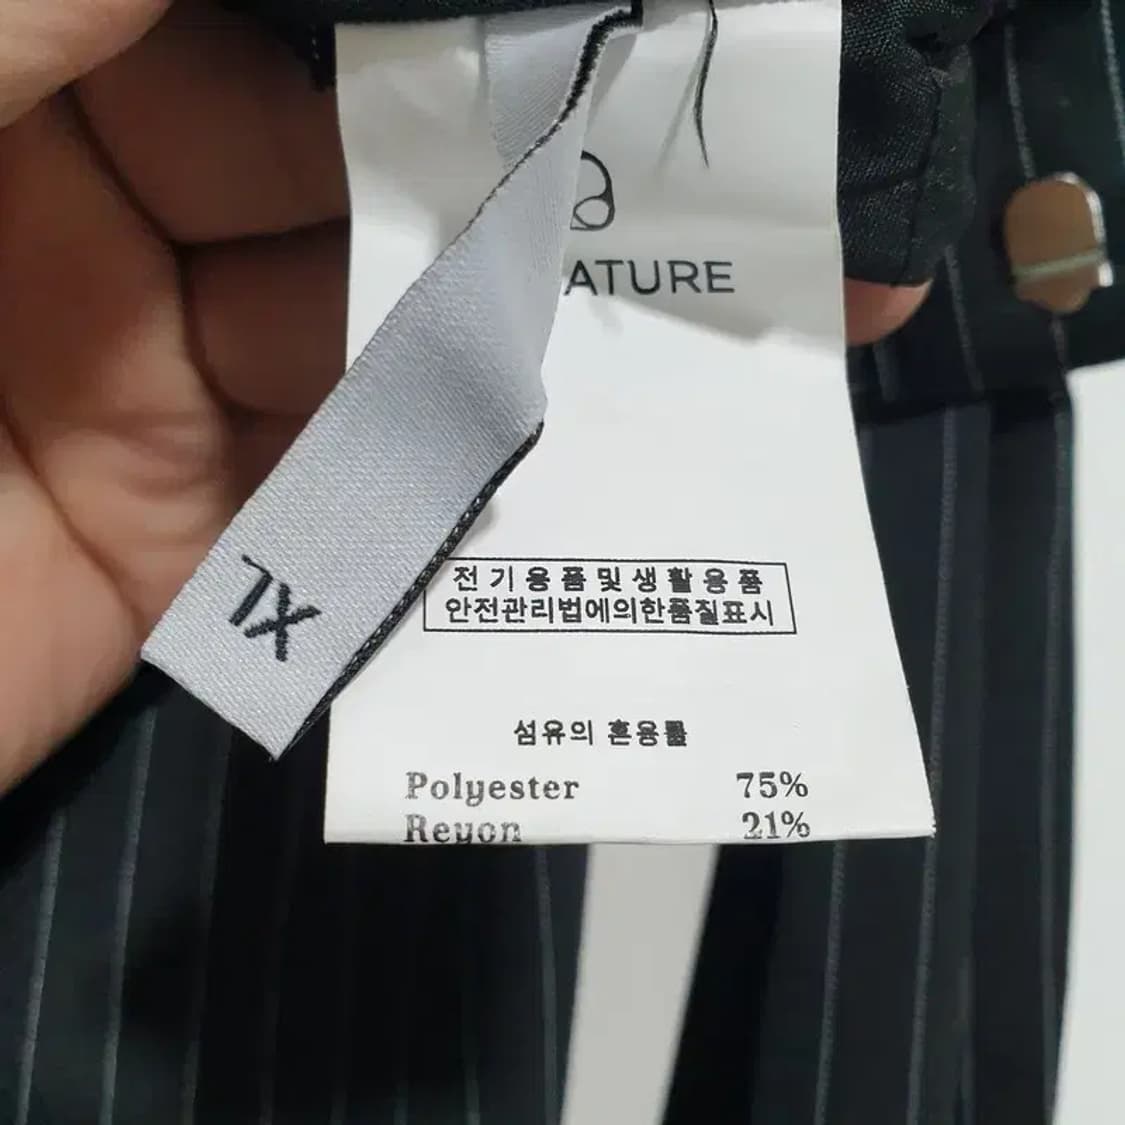 ATURE
XL
전기용품및생활용품
안전관리법에의한품질표시
섬유의 혼용률
Polyester 75%
Reyon 21%